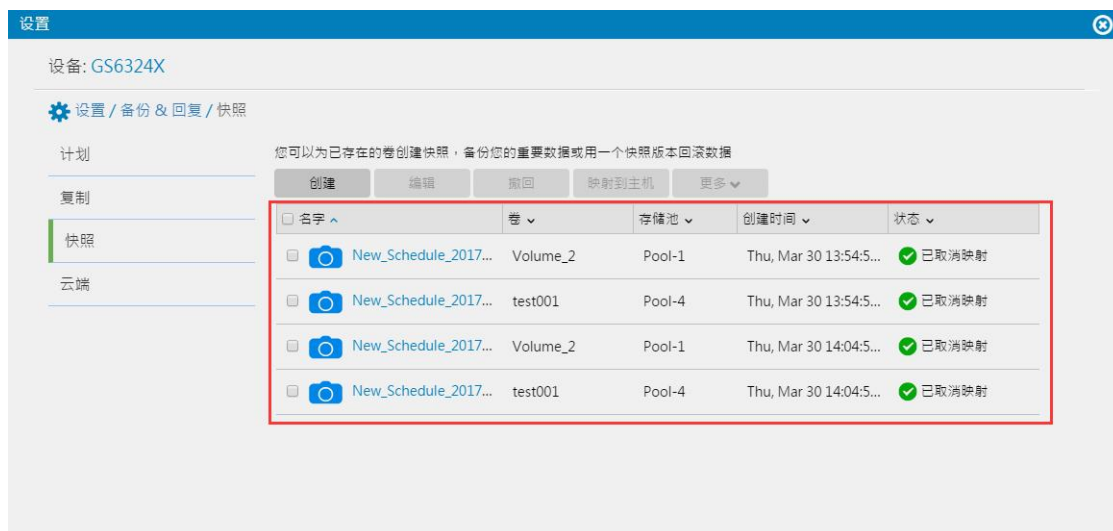 设置
设备: GS6324X
设置 / 备份 & 回复 / 快照
计划
复制
快照
云端
您可以为已存在的卷创建快照，备份您的重要数据或用一个快照版本回滚数据
创建 编辑 撤回 映射到主机 更多
名字 卷 存储池 创建时间 状态
New_Schedule_2017... Volume_2 Pool-1 Thu, Mar 30 13:54:5... 已取消映射
New_Schedule_2017... test001 Pool-4 Thu, Mar 30 13:54:5... 已取消映射
New_Schedule_2017... Volume_2 Pool-1 Thu, Mar 30 14:04:5... 已取消映射
New_Schedule_2017... test001 Pool-4 Thu, Mar 30 14:04:5... 已取消映射